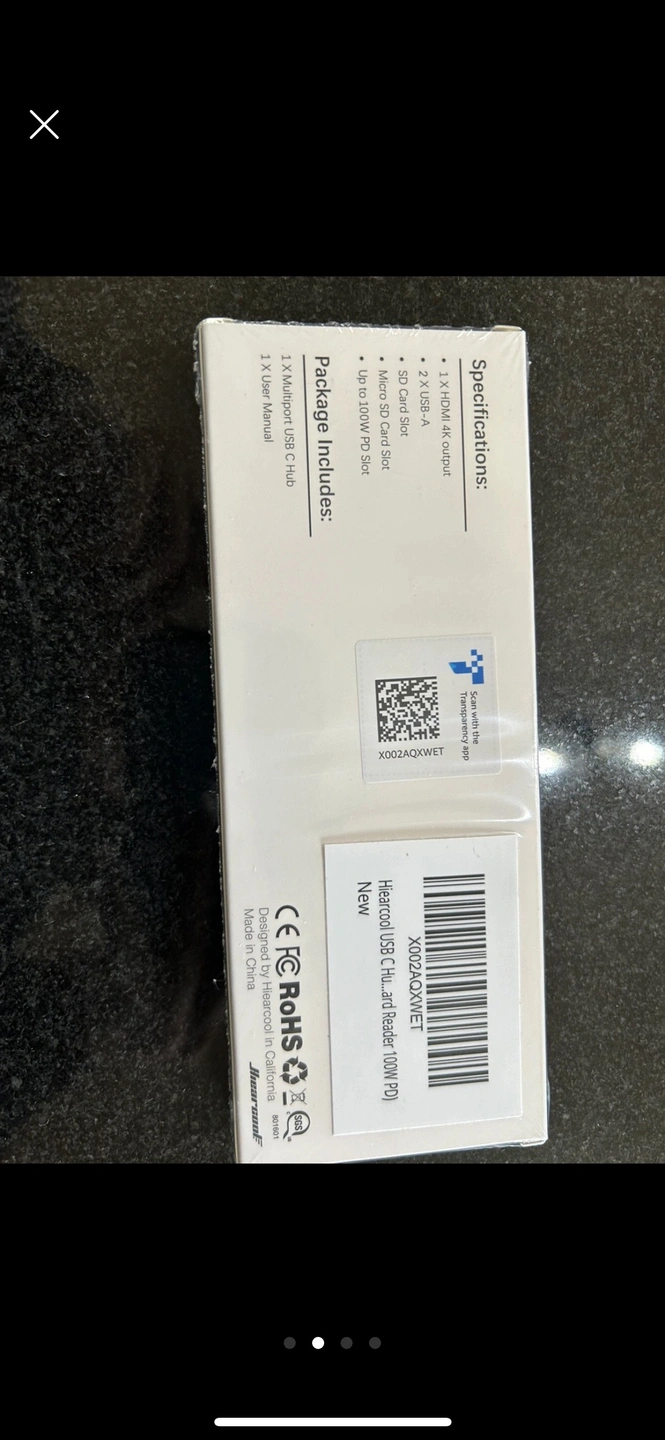 Specifications:
• 1 X HDMI 4K output
• 2 X USB-A
• SD Card Slot
• Micro SD Card Slot
• Up to 100W PD Slot
Package Includes:
1 X Multiport USB C Hub
1 X User Manual
Scan with the
Transparency app
X002AQXWET
X002AQXWET
Hiearcool USB C Hu...ard Reader 100W PD)
New
CE FC RoHS
SGS
801601
Designed by Hiearcool in California
Made in China
Hiearcool